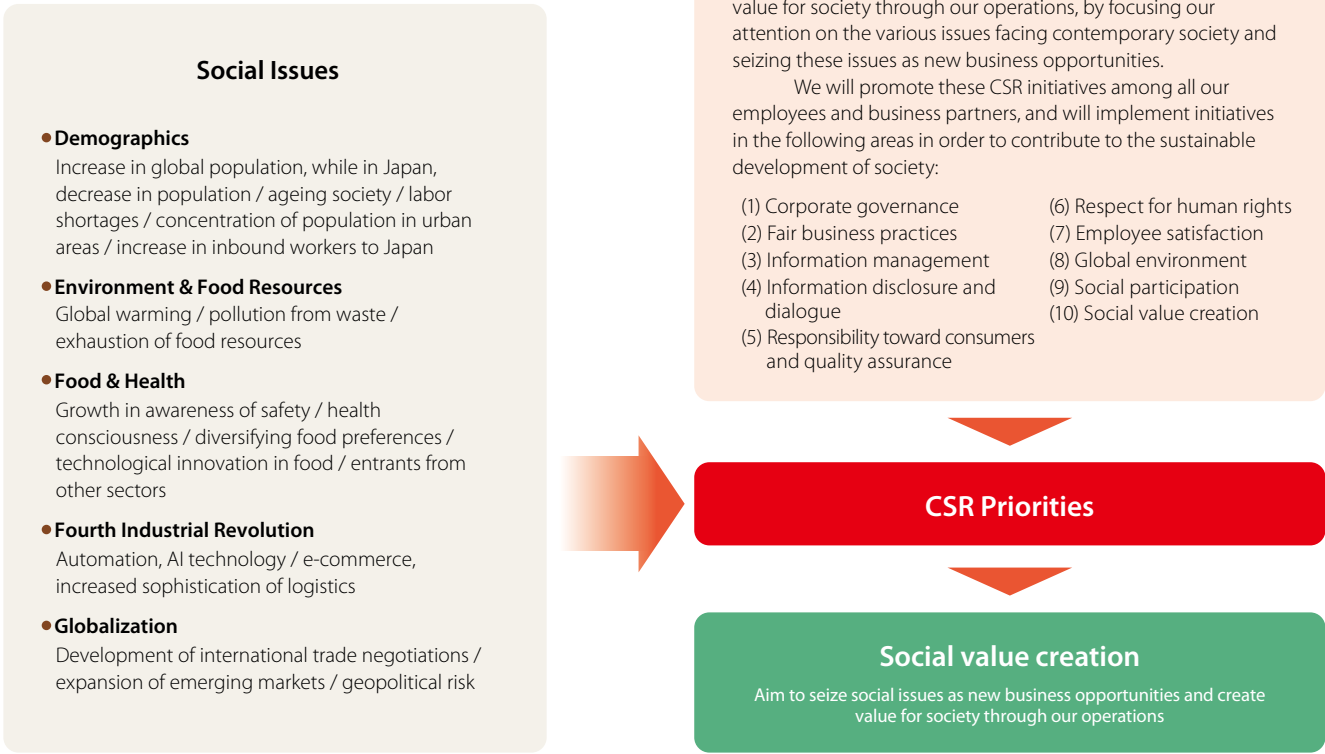 Social Issues
•Demographics
Increase in global population, while in Japan,
decrease in population / ageing society / labor
shortages / concentration of population in urban
areas / increase in inbound workers to Japan
•Environment & Food Resources
Global warming / pollution from waste /
exhaustion of food resources
•Food & Health
Growth in awareness of safety / health
consciousness / diversifying food preferences /
technological innovation in food / entrants from
other sectors
•Fourth Industrial Revolution
Automation, AI technology / e-commerce,
increased sophistication of logistics
•Globalization
Development of international trade negotiations /
expansion of emerging markets / geopolitical risk
value for society through our operations, by focusing our
attention on the various issues facing contemporary society and
seizing these issues as new business opportunities.
We will promote these CSR initiatives among all our
employees and business partners, and will implement initiatives
in the following areas in order to contribute to the sustainable
development of society:
(1) Corporate governance
(2) Fair business practices
(3) Information management
(4) Information disclosure and
dialogue
(5) Responsibility toward consumers
and quality assurance
(6) Respect for human rights
(7) Employee satisfaction
(8) Global environment
(9) Social participation
(10) Social value creation
CSR Priorities
Social value creation
Aim to seize social issues as new business opportunities and create
value for society through our operations